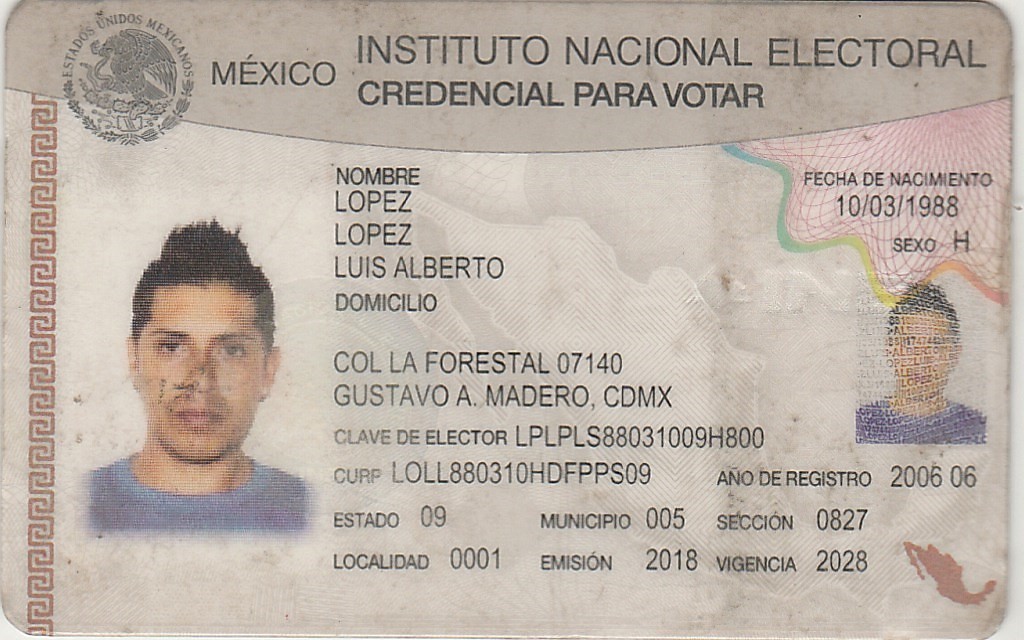 ESTADOS UNIDOS MEXICANOS
MÉXICO INSTITUTO NACIONAL ELECTORAL
CREDENCIAL PARA VOTAR
NOMBRE
LOPEZ
LOPEZ
LUIS ALBERTO
FECHA DE NACIMIENTO
10/03/1988
SEXO H
DOMICILIO
COL LA FORESTAL 07140
GUSTAVO A. MADERO, CDMX
CLAVE DE ELECTOR LPLPLS88031009H800
CURP LOLL880310HDFPPS09 AÑO DE REGISTRO 2006 06
ESTADO 09 MUNICIPIO 005 SECCIÓN 0827
LOCALIDAD 0001 EMISIÓN 2018 VIGENCIA 2028